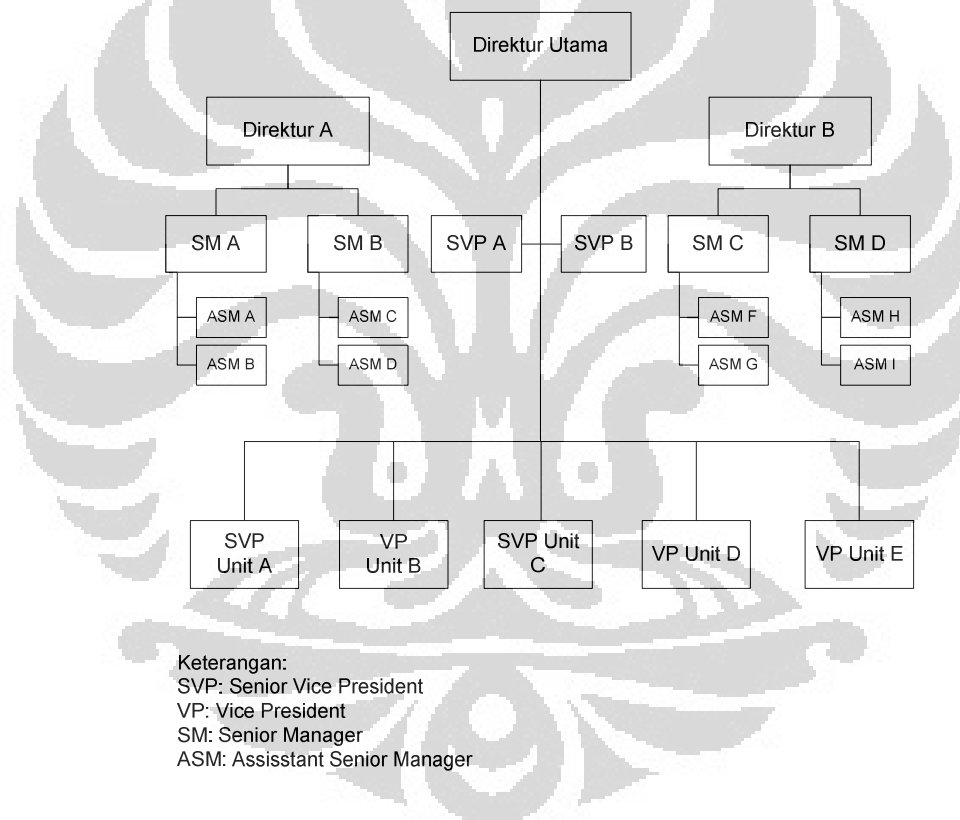 Direktur Utama
Direktur A
Direktur B
SM A
SM B
SVP A
SVP B
SM C
SM D
ASM A
ASM C
ASM F
ASM H
ASM B
ASM D
ASM G
ASM I
SVP
Unit A
VP
Unit B
SVP Unit
C
VP Unit D
VP Unit E
Keterangan:
SVP: Senior Vice President
VP: Vice President
SM: Senior Manager
ASM: Assisstant Senior Manager